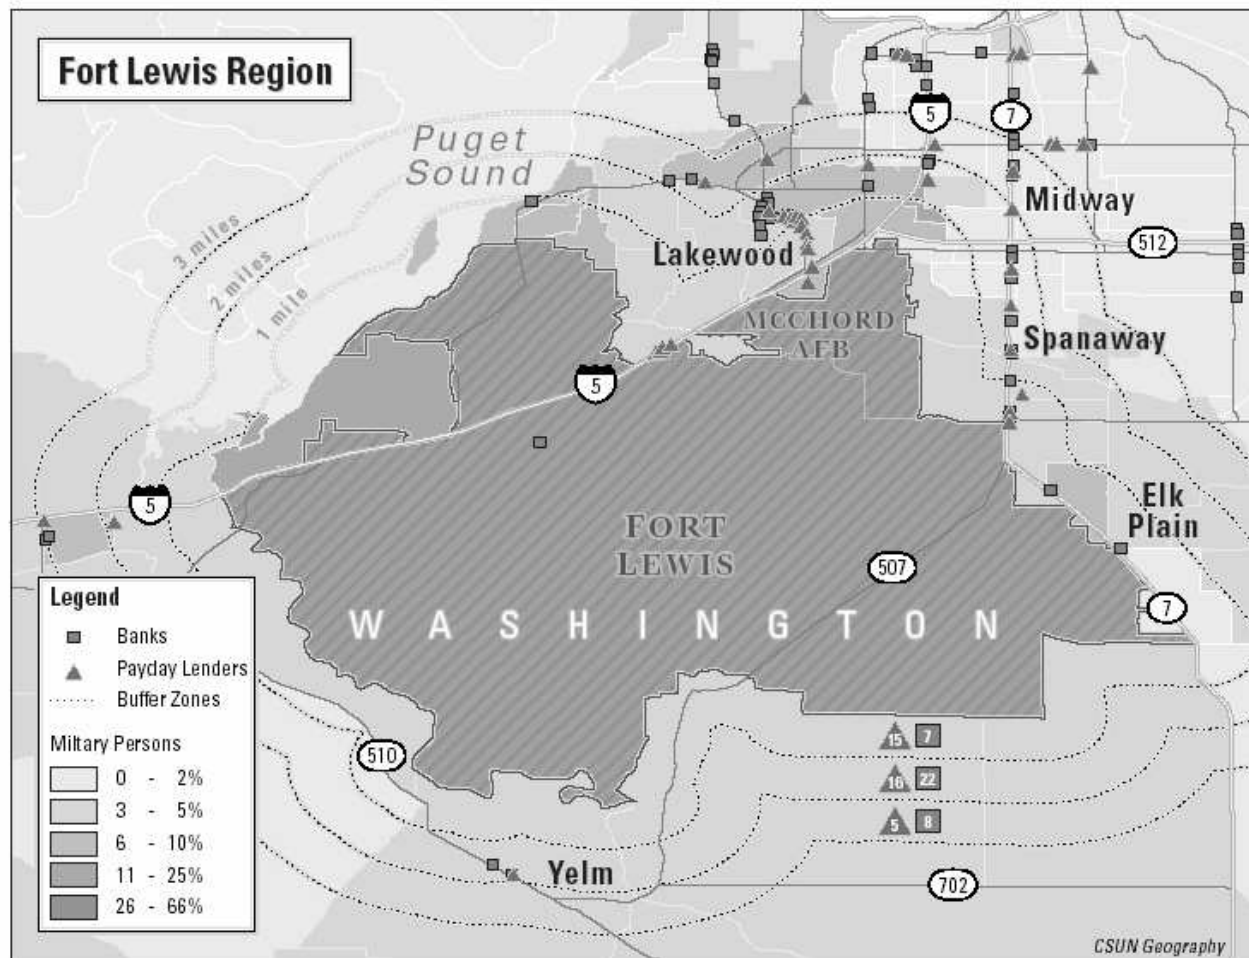 Fort Lewis Region
Puget
Sound
3 miles
2 miles
1 mile
5
7
Midway
512
Lakewood
MCCHORD
AFB
Spanaway
5
5
Elk
Plain
FORT
LEWIS
507
WASHINGTON
7
Legend
Banks
Payday Lenders
Buffer Zones
Miltary Persons
0 - 2%
3 - 5%
6 - 10%
11 - 25%
26 - 66%
510
15 7
16 22
5 8
Yelm
702
CSUN Geography